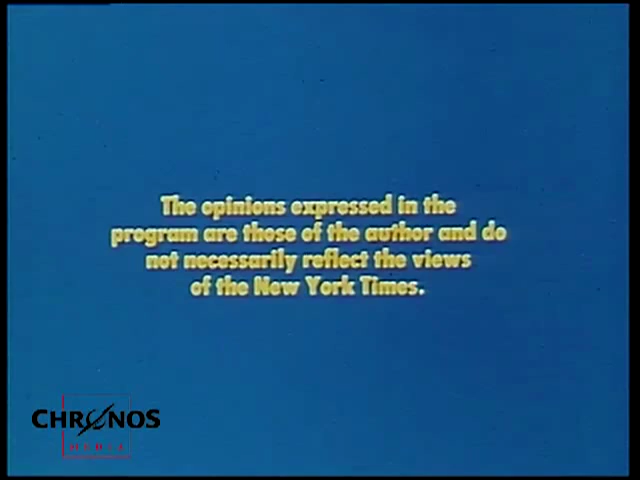 The opinions expressed in the
program are those of the author and do
not necessarily reflect the views
of the New York Times.
CHRONOS
MEDIA